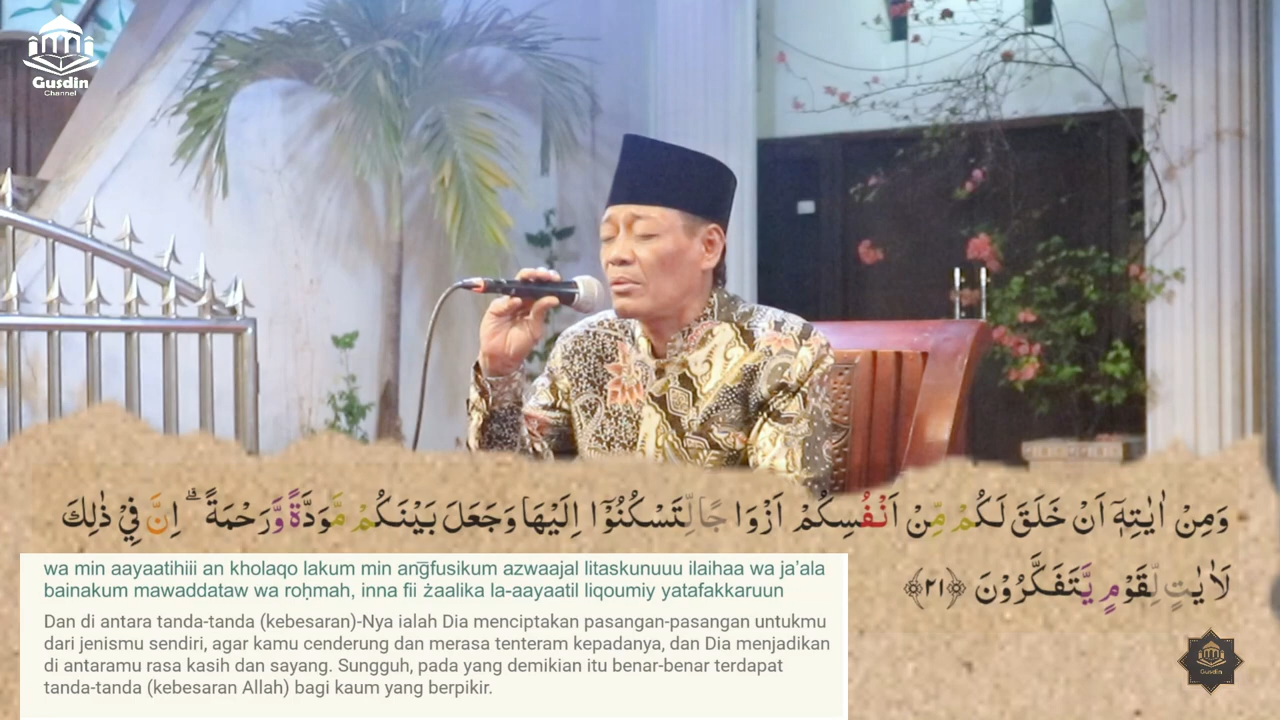 Gusdin
Channel
وَمِنْ اٰيٰتِهٖٓ اَنْ خَلَقَ لَكُمْ مِّنْ اَنْفُسِكُمْ اَزْوَاجًا لِّتَسْكُنُوْٓا اِلَيْهَا وَجَعَلَ بَيْنَكُمْ مَّوَدَّةً وَّرَحْمَةً ۗ اِنَّ فِيْ ذٰلِكَ
لَاٰيٰتٍ لِّقَوْمٍ يَّتَفَكَّرُوْنَ ﴿٢١﴾
wa min aayaatihiii an kholaqo lakum min ang̅fusikum azwaajal litaskunuuu ilaihaa wa ja’ala
bainakum mawaddataw wa roḥmah, inna fii żaalika la-aayaatil liqoumiy yatafakkaruun
Dan di antara tanda-tanda (kebesaran)-Nya ialah Dia menciptakan pasangan-pasangan untukmu
dari jenismu sendiri, agar kamu cenderung dan merasa tenteram kepadanya, dan Dia menjadikan
di antaramu rasa kasih dan sayang. Sungguh, pada yang demikian itu benar-benar terdapat
tanda-tanda (kebesaran Allah) bagi kaum yang berpikir.
Gusdin